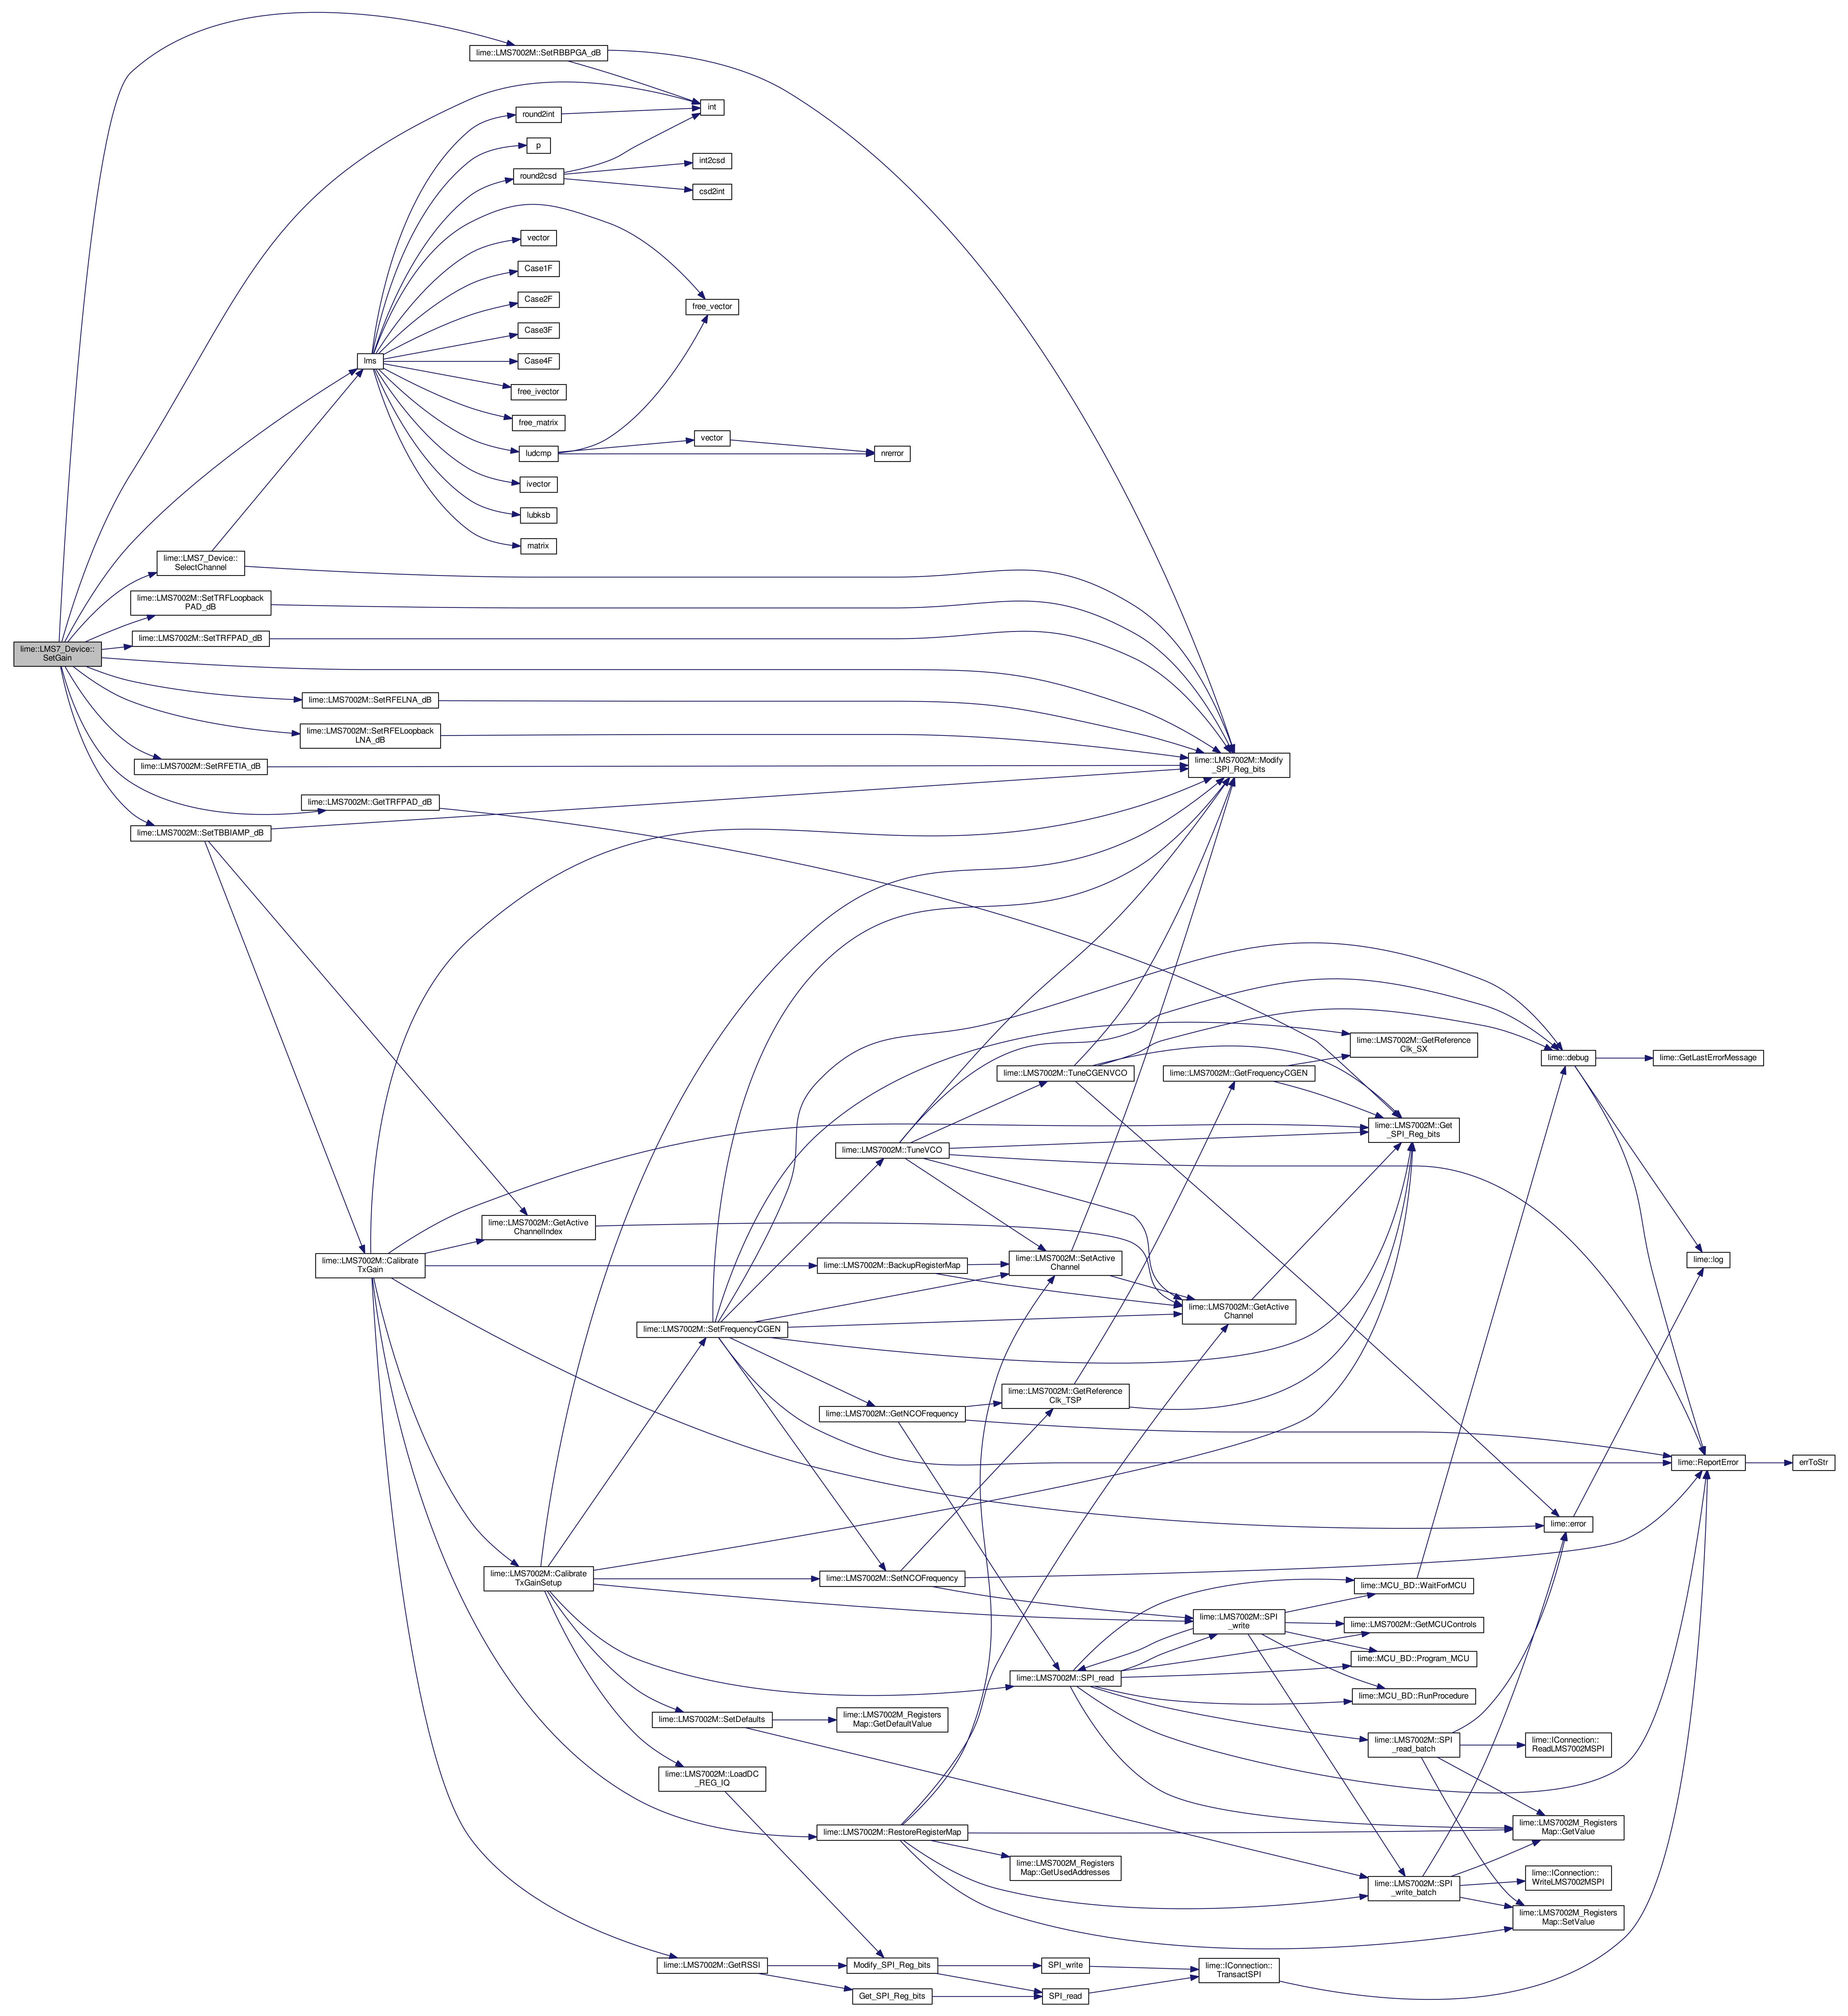 lime::LMS7002M::SetRBBPGA_dB
int
round2int
p
round2csd
int2csd
csd2int
vector
Case1F
Case2F
free_vector
Case3F
lms
Case4F
free_ivector
free_matrix
vector
ludcmp
nrerror
ivector
lubksb
matrix
lime::LMS7_Device::
SelectChannel
lime::LMS7002M::SetTRFLoopback
PAD_dB
lime::LMS7002M::SetTRFPAD_dB
lime::LMS7_Device::
SetGain
lime::LMS7002M::SetRFELNA_dB
lime::LMS7002M::SetRFELoopback
LNA_dB
lime::LMS7002M::SetRFETIA_dB
lime::LMS7002M::Modify
_SPI_Reg_bits
lime::LMS7002M::GetTRFPAD_dB
lime::LMS7002M::SetTBBIAMP_dB
lime::LMS7002M::GetReference
Clk_SX
lime::debug
lime::GetLastErrorMessage
lime::LMS7002M::TuneCGENVCO
lime::LMS7002M::GetFrequencyCGEN
lime::LMS7002M::Get
_SPI_Reg_bits
lime::LMS7002M::TuneVCO
lime::LMS7002M::GetActive
ChannelIndex
lime::LMS7002M::Calibrate
TxGain
lime::LMS7002M::BackupRegisterMap
lime::LMS7002M::SetActive
Channel
lime::log
lime::LMS7002M::GetActive
Channel
lime::LMS7002M::SetFrequencyCGEN
lime::LMS7002M::GetReference
Clk_TSP
lime::LMS7002M::GetNCOFrequency
lime::ReportError
errToStr
lime::error
lime::LMS7002M::Calibrate
TxGainSetup
lime::LMS7002M::SetNCOFrequency
lime::MCU_BD::WaitForMCU
lime::LMS7002M::SPI
_write
lime::LMS7002M::GetMCUControls
lime::MCU_BD::Program_MCU
lime::LMS7002M::SPI_read
lime::MCU_BD::RunProcedure
lime::LMS7002M::SetDefaults
lime::LMS7002M_Registers
Map::GetDefaultValue
lime::LMS7002M::SPI
_read_batch
lime::IConnection::
ReadLMS7002MSPI
lime::LMS7002M::LoadDC
_REG_IQ
lime::LMS7002M::RestoreRegisterMap
lime::LMS7002M_Registers
Map::GetValue
lime::LMS7002M_Registers
Map::GetUsedAddresses
lime::LMS7002M::SPI
_write_batch
lime::IConnection::
WriteLMS7002MSPI
lime::LMS7002M_Registers
Map::SetValue
lime::LMS7002M::GetRSSI
Modify_SPI_Reg_bits
SPI_write
lime::IConnection::
TransactSPI
Get_SPI_Reg_bits
SPI_read